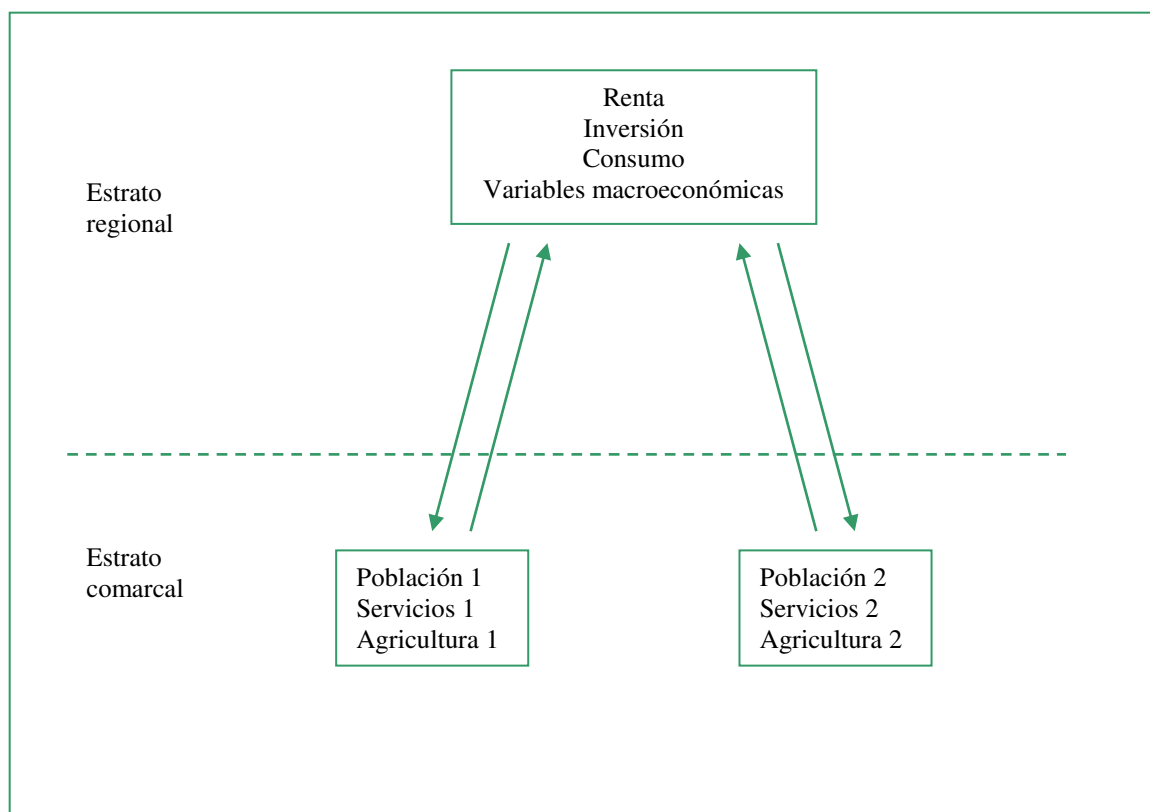 Renta
Inversión
Consumo
Variables macroeconómicas
Estrato
regional
Estrato
comarcal
Población 1
Servicios 1
Agricultura 1
Población 2
Servicios 2
Agricultura 2